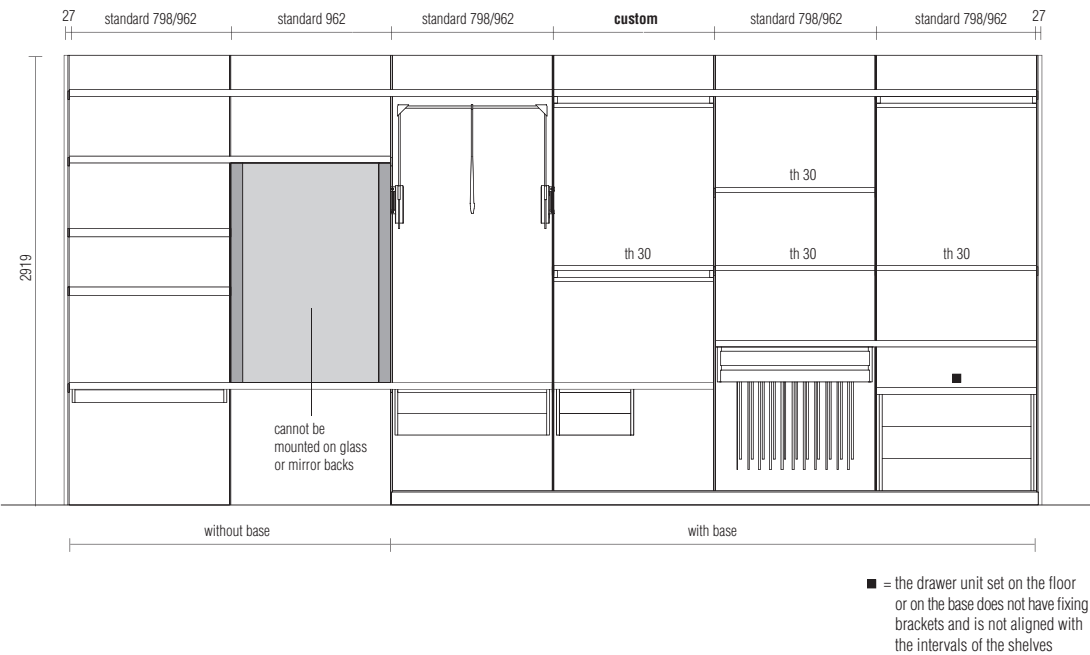 27 standard 798/962 standard 962 standard 798/962 custom standard 798/962 standard 798/962 27
th 30
th 30 th 30 th 30
2919
cannot be
mounted on glass
or mirror backs
without base with base
■ = the drawer unit set on the floor
or on the base does not have fixing
brackets and is not aligned with
the intervals of the shelves